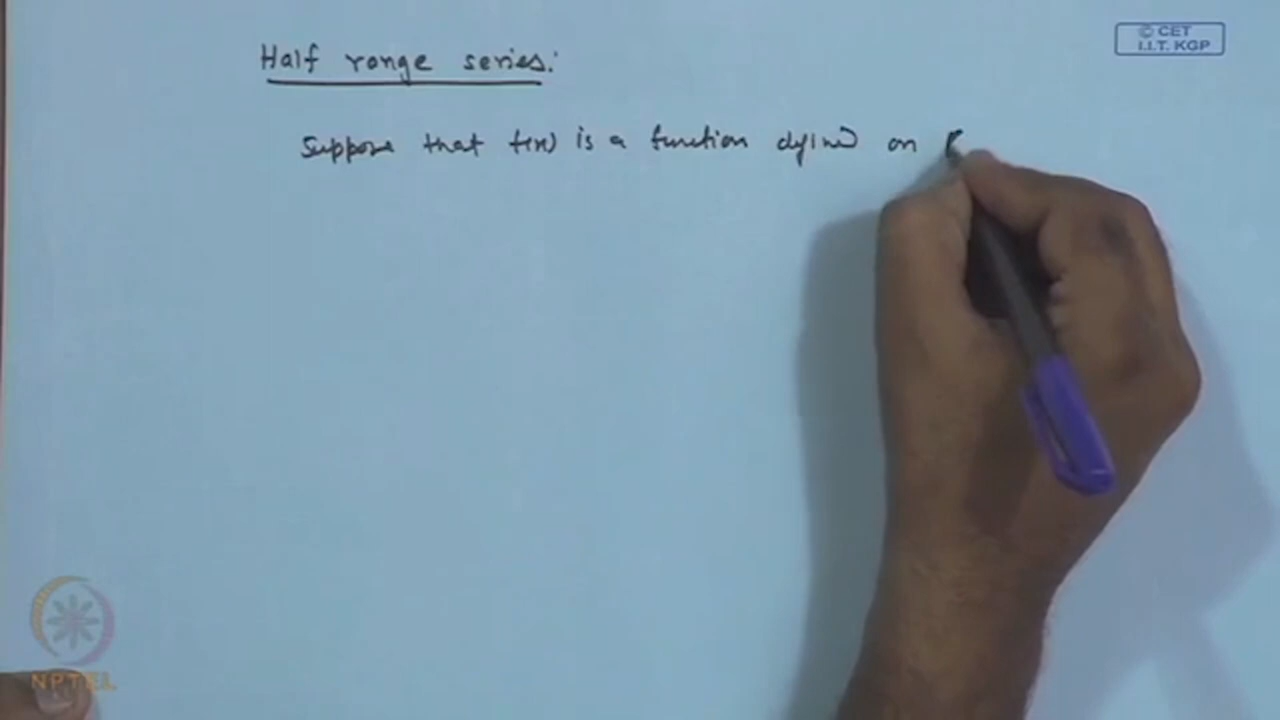 Half range series:
© CET
I.I.T. KGP
Suppose that f(x) is a function defined on
NPTEL